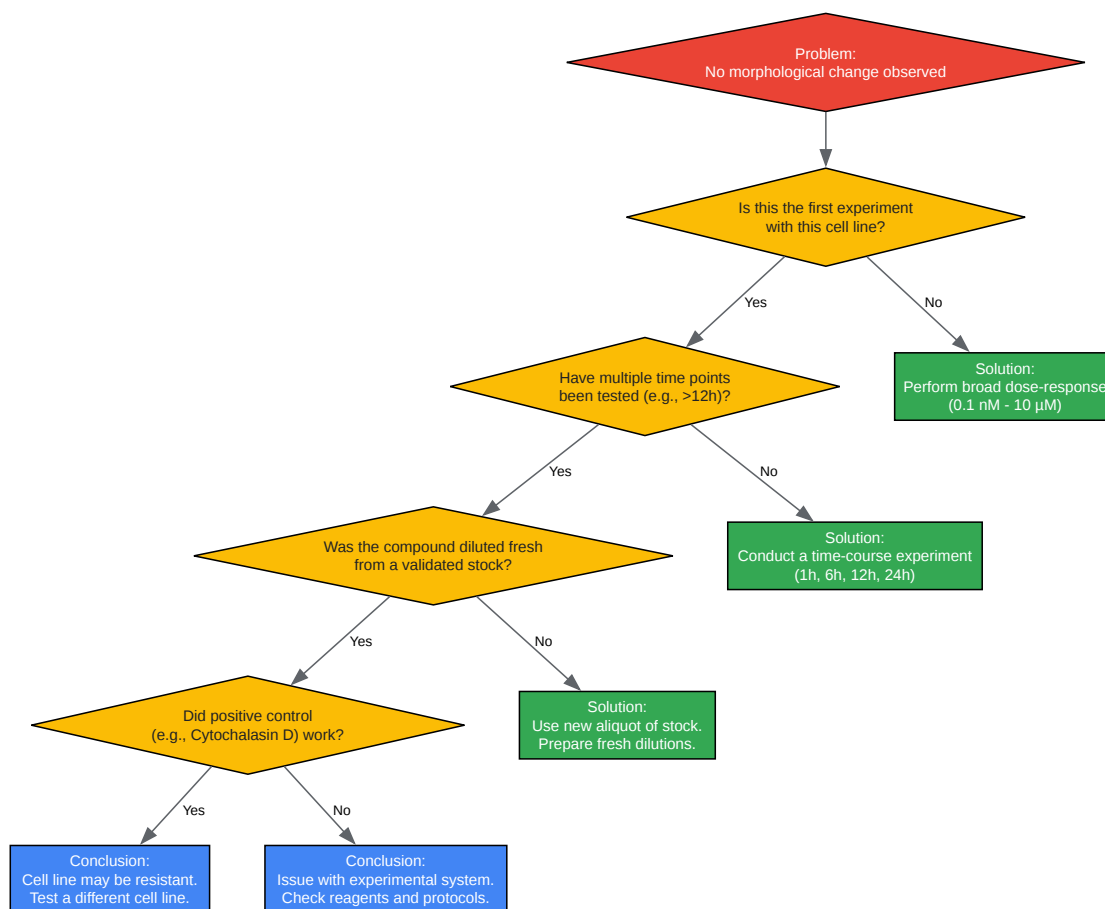 Problem:
No morphological change observed
Is this the first experiment
with this cell line?
Yes
No
Have multiple time points
been tested (e.g., >12h)?
Solution:
Perform broad dose-response
(0.1 nM - 10 µM)
Yes
No
Was the compound diluted fresh
from a validated stock?
Solution:
Conduct a time-course experiment
(1h, 6h, 12h, 24h)
Yes
No
Did positive control
(e.g., Cytochalasin D) work?
Solution:
Use new aliquot of stock.
Prepare fresh dilutions.
Yes
No
Conclusion:
Cell line may be resistant.
Test a different cell line.
Conclusion:
Issue with experimental system.
Check reagents and protocols.